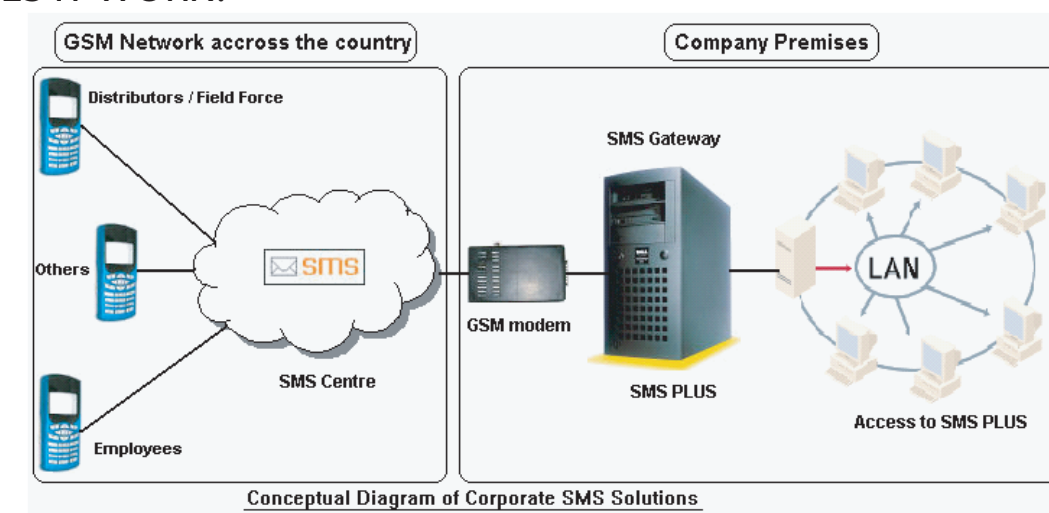 GSM Network accross the country
Company Premises
Distributors / Field Force
SMS Gateway
Others
sms
LAN
GSM modem
SMS Centre
SMS PLUS
Access to SMS PLUS
Employees
Conceptual Diagram of Corporate SMS Solutions